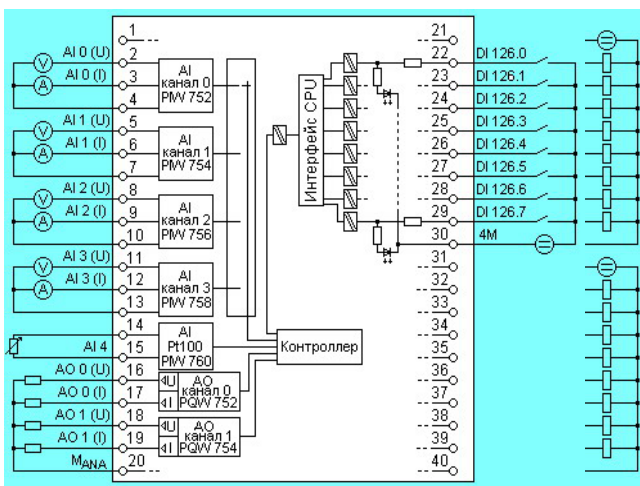 1
AI 0 (U)
2
AI 0 (I)
3
4
AI
канал 0
PIW 752
AI 1 (U)
5
AI 1 (I)
6
7
AI
канал 1
PIW 754
AI 2 (U)
8
AI 2 (I)
9
10
AI
канал 2
PIW 756
AI 3 (U)
11
AI 3 (I)
12
13
AI
канал 3
PIW 758
14
AI 4
15
AI
Pt100
PIW 760
AO 0 (U)
16
AO 0 (I)
17
U
I
AO
канал 0
PQW 752
AO 1 (U)
18
AO 1 (I)
19
U
I
AO
канал 1
PQW 754
MANA
20
V
A
V
A
V
A
V
A
Контроллер
Интерфейс CPU
21
22
DI 126.0
23
DI 126.1
24
DI 126.2
25
DI 126.3
26
DI 126.4
27
DI 126.5
28
DI 126.6
29
DI 126.7
30
4M
31
32
33
34
35
36
37
38
39
40